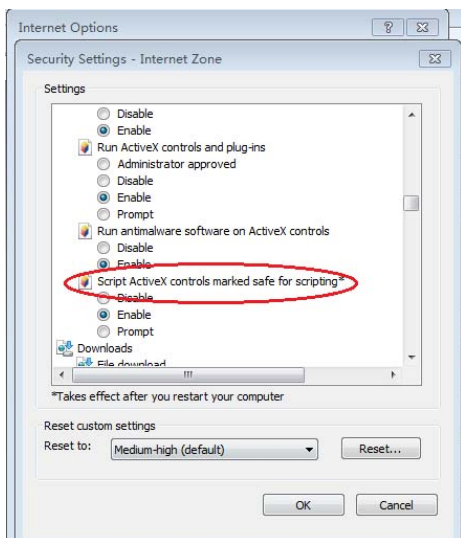 Internet Options
Security Settings - Internet Zone
Settings
Disable
Enable
Run ActiveX controls and plug-ins
Administrator approved
Disable
Enable
Prompt
Run antimalware software on ActiveX controls
Disable
Enable
Script ActiveX controls marked safe for scripting*
Disable
Enable
Prompt
Downloads
File download
*Takes effect after you restart your computer
Reset custom settings
Reset to: Medium-high (default) Reset...
OK Cancel